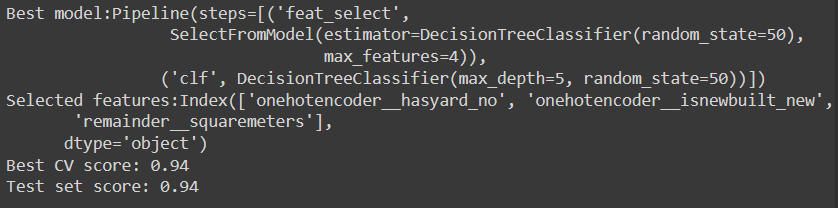 Best model:Pipeline(steps=[('feat_select',
SelectFromModel(estimator=DecisionTreeClassifier(random_state=50),
max_features=4)),
('clf', DecisionTreeClassifier(max_depth=5, random_state=50))])
Selected features:Index(['onehotencoder__hasyard_no', 'onehotencoder__isnewbuilt_new',
'remainder__squaremeters'],
dtype='object')
Best CV score: 0.94
Test set score: 0.94